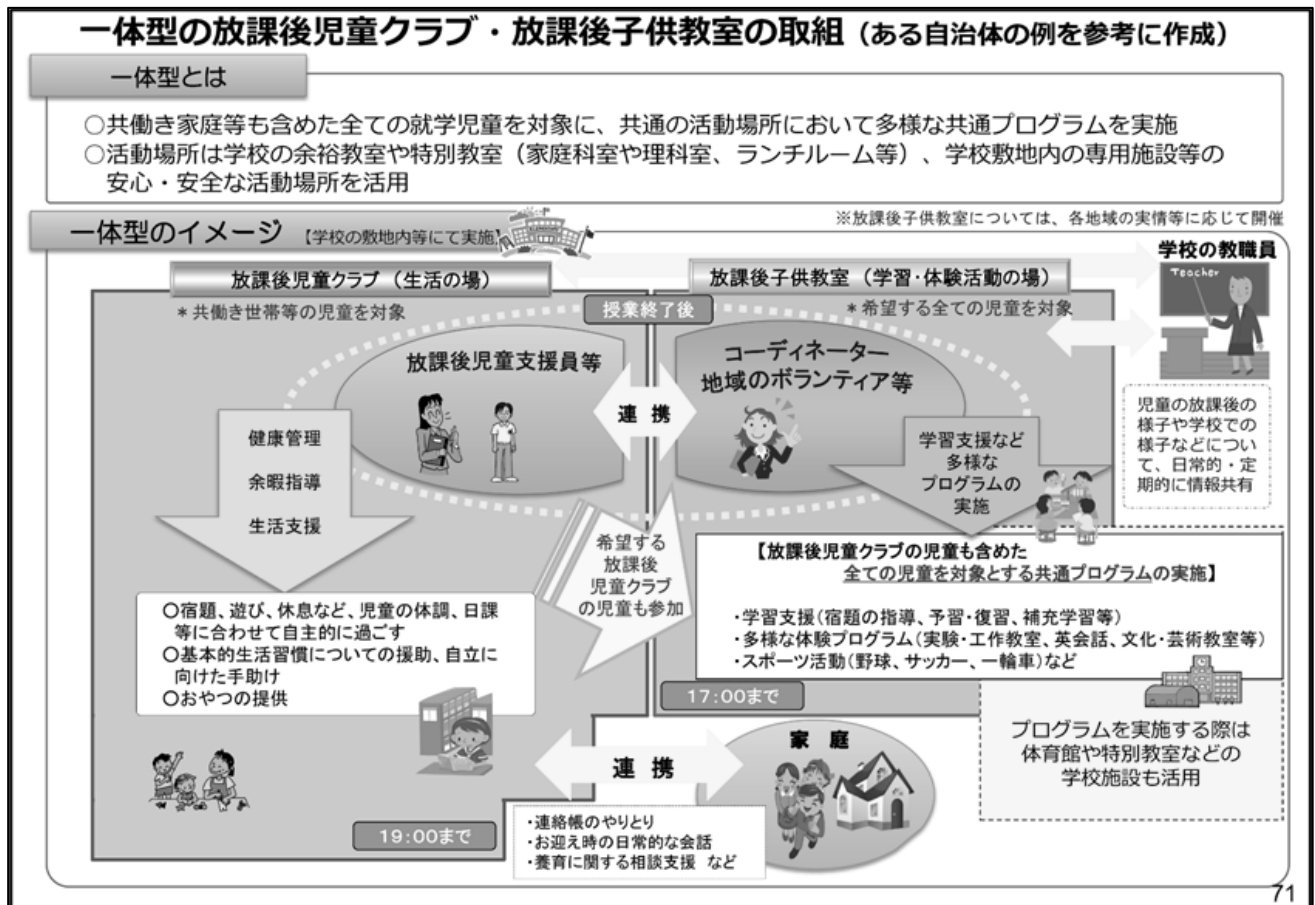 一体型の放課後児童クラブ・放課後子供教室の取組（ある自治体の例を参考に作成）
一体型とは
○共働き家庭等も含めた全ての就学児童を対象に、共通の活動場所において多様な共通プログラムを実施
○活動場所は学校の余裕教室や特別教室（家庭科室や理科室、ランチルーム等）、学校敷地内の専用施設等の
安心・安全な活動場所を活用
※放課後子供教室については、各地域の実情等に応じて開催
一体型のイメージ 【学校の敷地内等にて実施】
放課後児童クラブ（生活の場）
＊共働き世帯等の児童を対象
授業終了後
放課後子供教室（学習・体験活動の場）
＊希望する全ての児童を対象
学校の教職員
Teacher
放課後児童支援員等
連 携
コーディネーター
地域のボランティア等
児童の放課後の
様子や学校での
様子などについ
て、日常的・定
期的に情報共有
健康管理
余暇指導
生活支援
学習支援など
多様な
プログラムの
実施
希望する
放課後
児童クラブ
の児童も参加
○宿題、遊び、休息など、児童の体調、日課
等に合わせて自主的に過ごす
○基本的生活習慣についての援助、自立に
向けた手助け
○おやつの提供
【放課後児童クラブの児童も含めた
全ての児童を対象とする共通プログラムの実施】
・学習支援（宿題の指導、予習・復習、補充学習等）
・多様な体験プログラム（実験・工作教室、英会話、文化・芸術教室等）
・スポーツ活動（野球、サッカー、一輪車）など
17：00まで
プログラムを実施する際は
体育館や特別教室などの
学校施設も活用
連 携
家 庭
19：00まで
・連絡帳のやりとり
・お迎え時の日常的な会話
・養育に関する相談支援 など
71